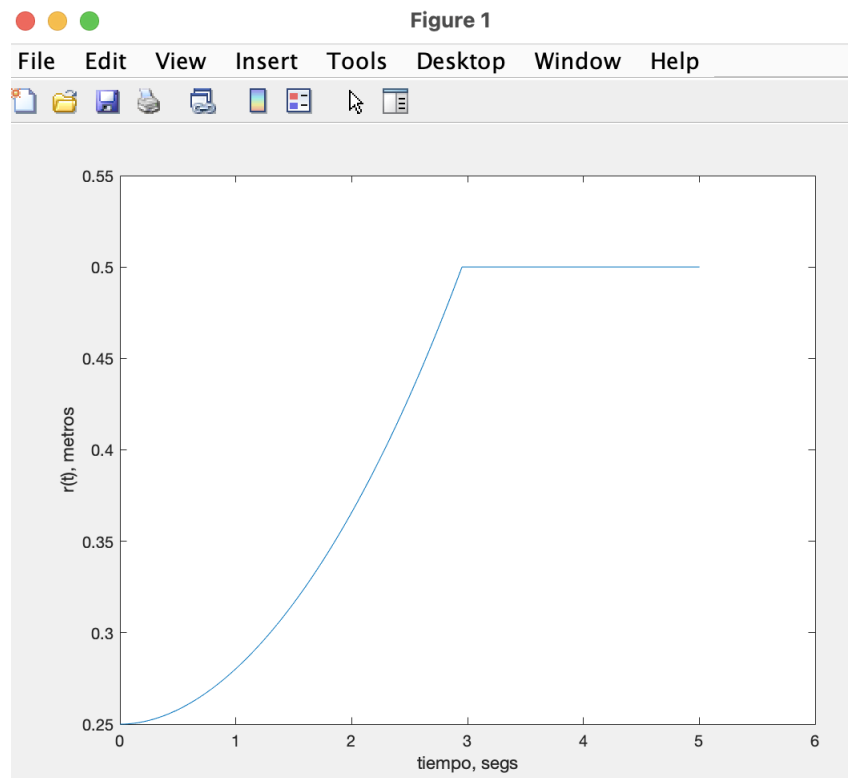 Figure 1
File Edit View Insert Tools Desktop Window Help
0.55
0.5
0.45
0.4
0.35
0.3
0.25
r(t), metros
0 1 2 3 4 5 6
tiempo, segs